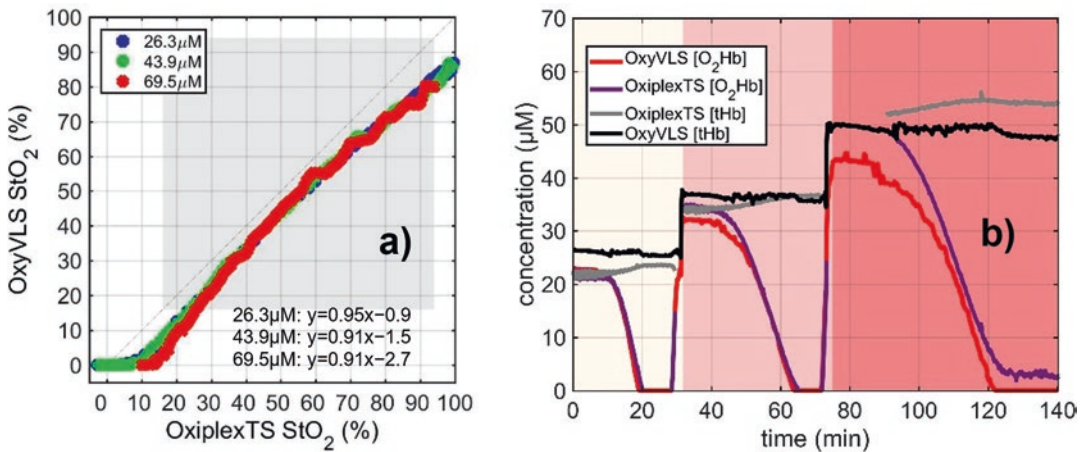 100
90
80
70
60
50
40
30
20
10
0
OxyVLS StO2 (%)
26.3μM
43.9μM
69.5μM
a)
26.3μM: y=0.95x−0.9
43.9μM: y=0.91x−1.5
69.5μM: y=0.91x−2.7
0 10 20 30 40 50 60 70 80 90 100
OxiplexTS StO2 (%)
70
60
50
40
30
20
10
0
concentration (μM)
OxyVLS [O2Hb]
OxiplexTS [O2Hb]
OxiplexTS [tHb]
OxyVLS [tHb]
b)
0 20 40 60 80 100 120 140
time (min)